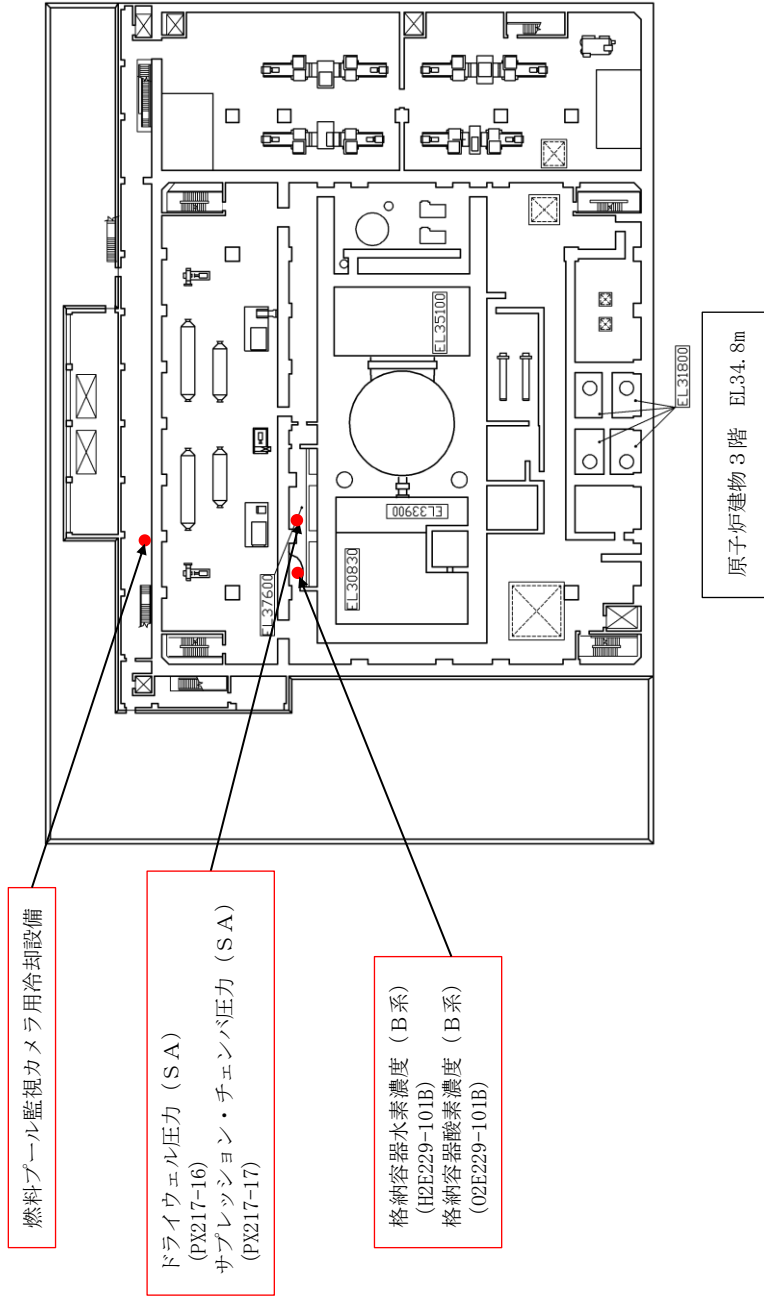 燃料プール監視カメラ用冷却設備
ドライウェル圧力（ＳＡ）
(PX217-16)
サプレッション・チェンバ圧力（ＳＡ）
(PX217-17)
格納容器水素濃度（Ｂ系）
(H2E229-101B)
格納容器酸素濃度（Ｂ系）
(O2E229-101B)
EL37600
EL30830
EL33900
EL35100
EL31800
原子炉建物３階　EL34.8m